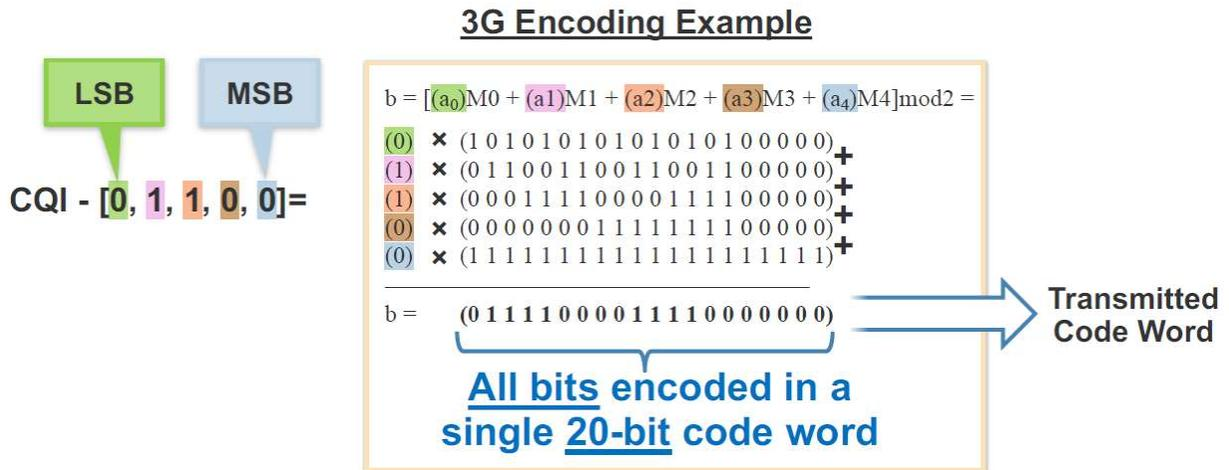 3G Encoding Example
LSB
MSB
CQI - [0, 1, 1, 0, 0]=
b = [(a₀)M0 + (a1)M1 + (a2)M2 + (a3)M3 + (a₄)M4]mod2 =
(0) × (1 0 1 0 1 0 1 0 1 0 1 0 1 0 1 0 0 0 0 0) +
(1) × (0 1 1 0 0 1 1 0 0 1 1 0 0 1 1 0 0 0 0 0) +
(1) × (0 0 0 1 1 1 1 0 0 0 0 1 1 1 1 0 0 0 0 0) +
(0) × (0 0 0 0 0 0 0 1 1 1 1 1 1 1 1 0 0 0 0 0) +
(0) × (1 1 1 1 1 1 1 1 1 1 1 1 1 1 1 1 1 1 1 1)
b = (0 1 1 1 1 0 0 0 0 1 1 1 1 0 0 0 0 0 0 0)
Transmitted
Code Word
All bits encoded in a
single 20-bit code word